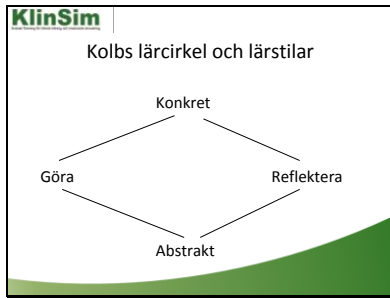 KlinSim
Kolbs lärcirkel och lärstilar
Konkret
Göra
Reflektera
Abstrakt